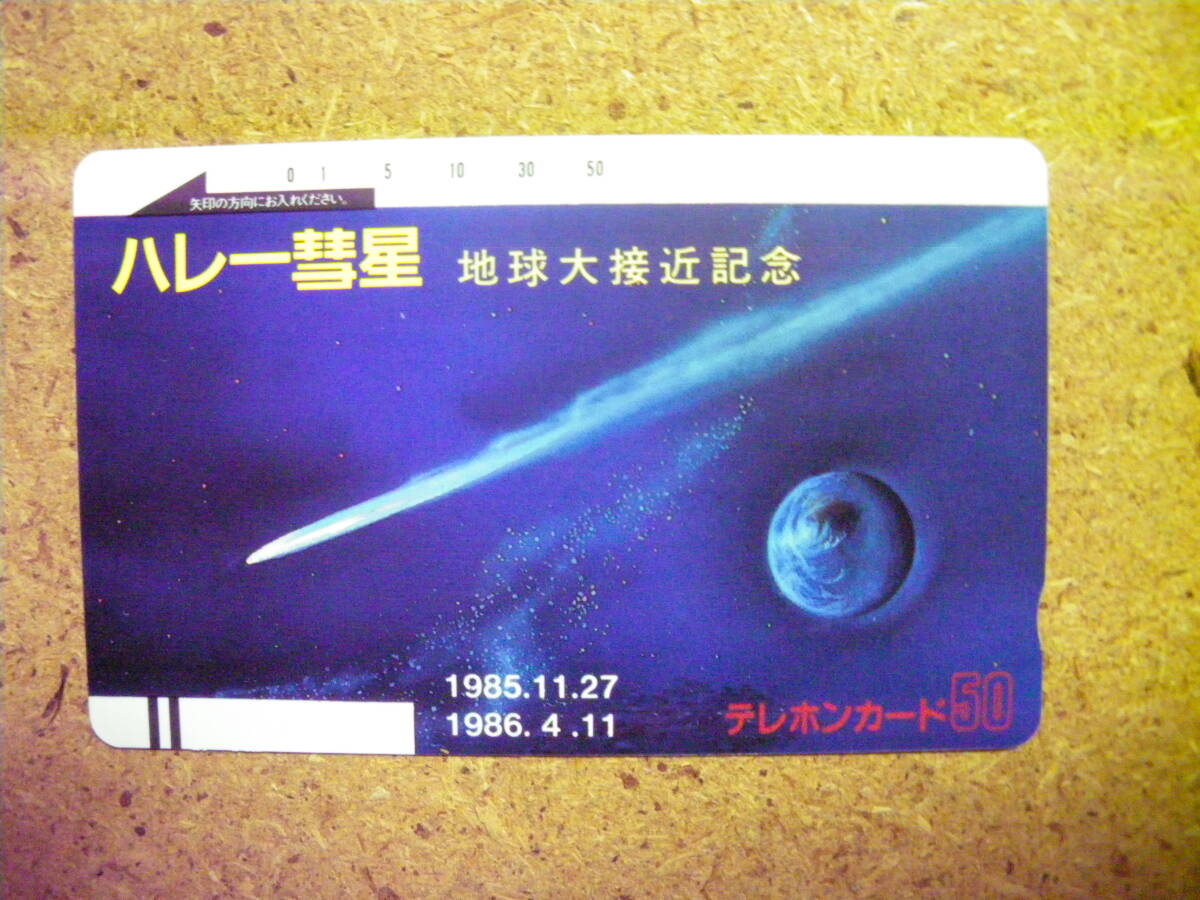 0 1 5 10 30 50
矢印の方向にお入れください。
ハレー彗星 地球大接近記念
1985.11.27
1986.4.11
テレホンカード50